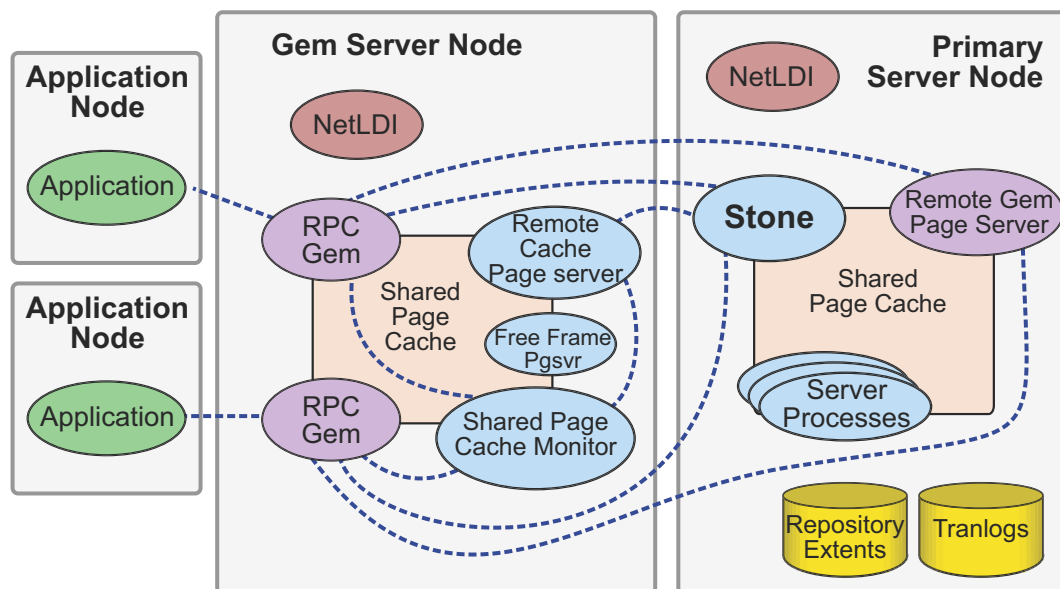 Application
Node
Application
Application
Node
Application
Gem Server Node
NetLDI
RPC
Gem
Remote
Cache
Page server
Shared
Page
Cache
Free Frame
Pgsvr
RPC
Gem
Shared Page
Cache Monitor
Primary
Server Node
NetLDI
Stone
Remote Gem
Page Server
Shared
Page Cache
Server
Processes
Repository
Extents
Tranlogs